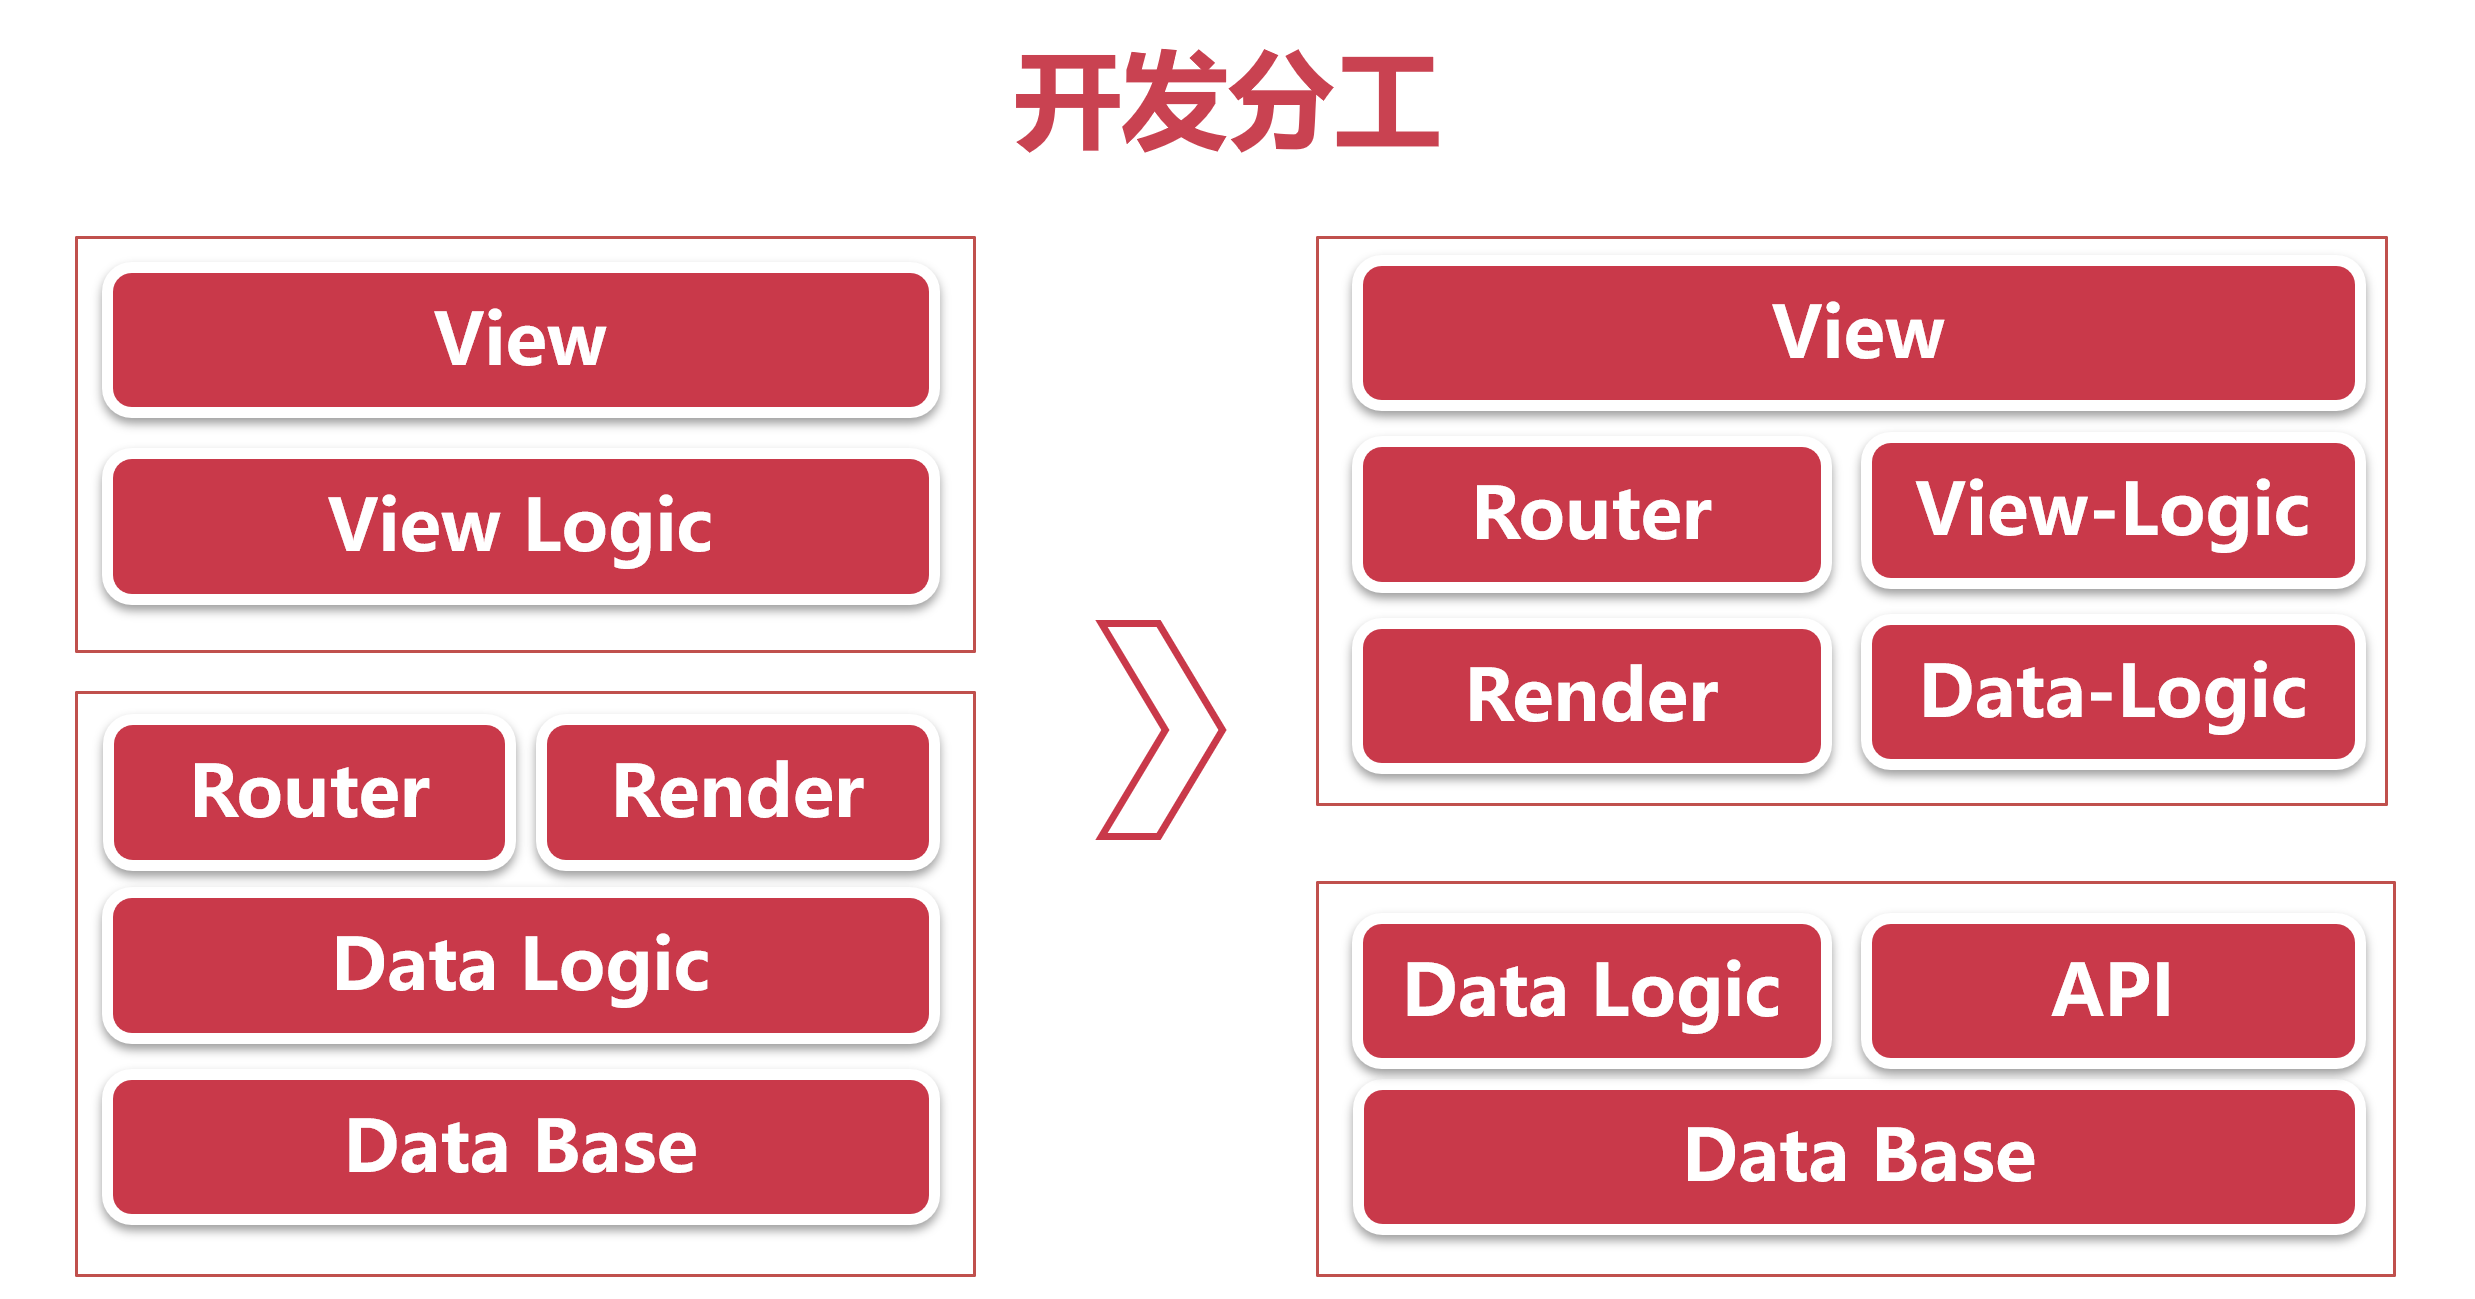 开发分工
View
View Logic
Router
Render
Data Logic
Data Base
View
Router
View-Logic
Render
Data-Logic
Data Logic
API
Data Base